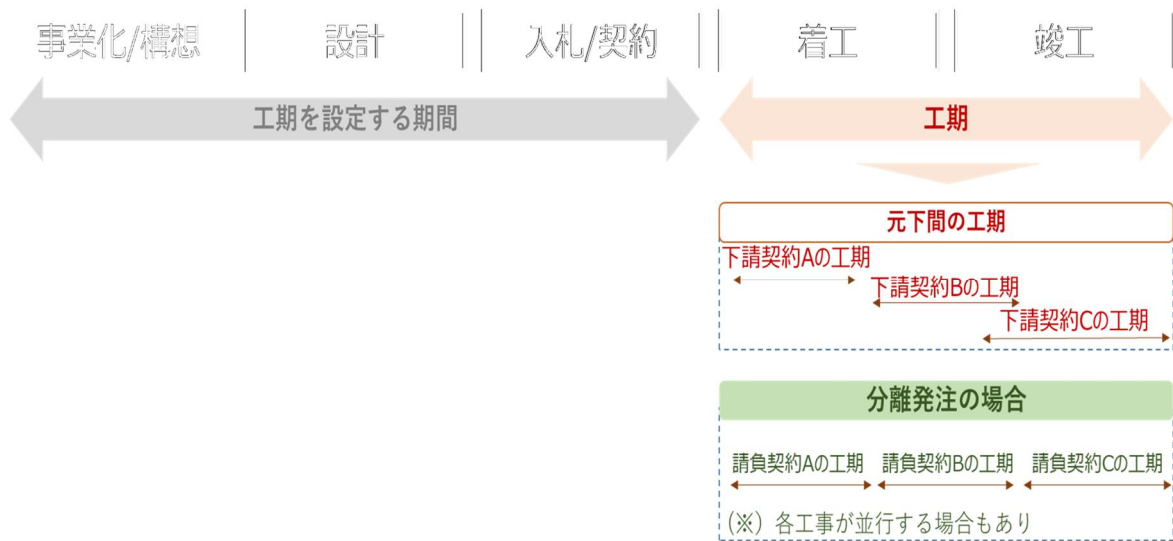 事業化/構想
設計
入札/契約
着工
竣工
工期を設定する期間
工期
元下間の工期
下請契約Aの工期
下請契約Bの工期
下請契約Cの工期
分離発注の場合
請負契約Aの工期
請負契約Bの工期
請負契約Cの工期
(※)各工事が並行する場合もあり